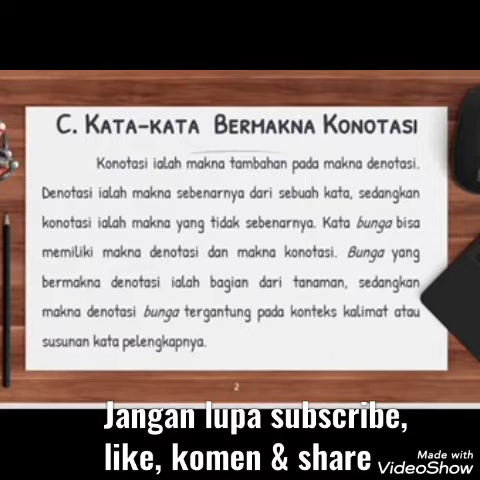 C. KATA-KATA BERMAKNA KONOTASI
Konotasi ialah makna tambahan pada makna denotasi.
Denotasi ialah makna sebenarnya dari sebuah kata, sedangkan
konotasi ialah makna yang tidak sebenarnya. Kata bunga bisa
memiliki makna denotasi dan makna konotasi. Bunga yang
bermakna denotasi ialah bagian dari tanaman, sedangkan
makna denotasi bunga tergantung pada konteks kalimat atau
susunan kata pelengkapnya.
2
Jangan lupa subscribe,
like, komen & share
Made with
VideoShow